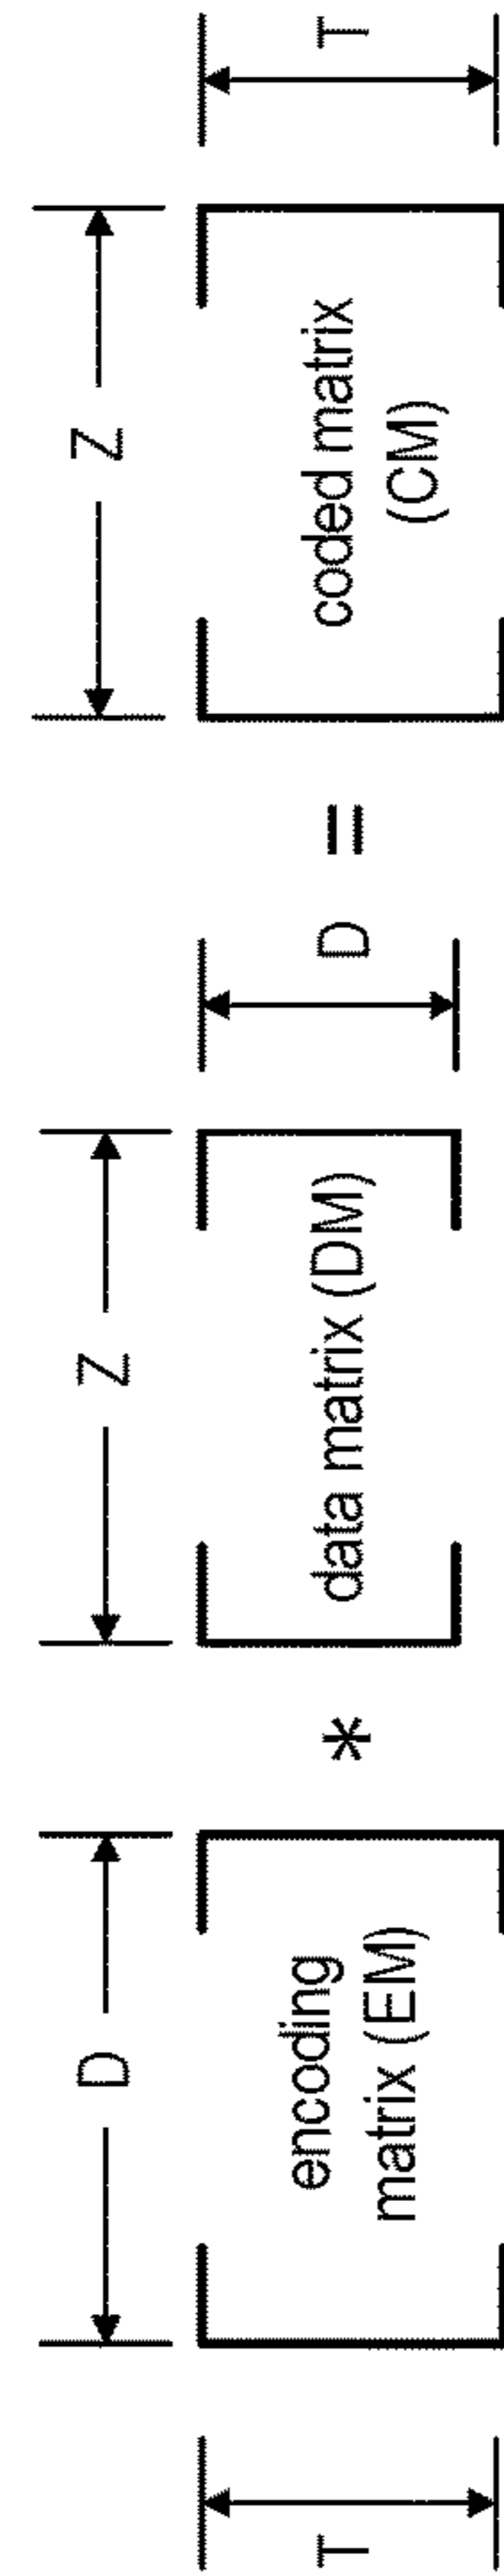 T
D
encoding
matrix (EM)
*
Z
data matrix (DM)
D
=
Z
coded matrix
(CM)
T